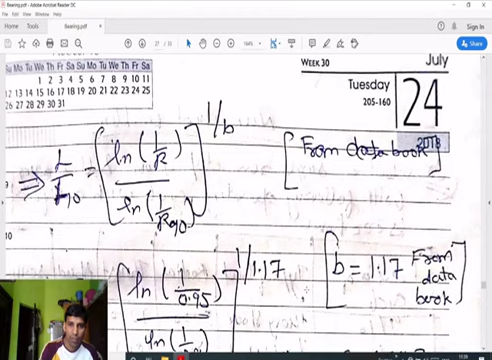 Bearing.pdf - Adobe Acrobat Reader DC
File Edit View Window Help
Home Tools Bearing.pdf Sign In
Su Mo Tu We Th Fr Sa
Su Mo Tu We Th Fr Sa
1 2 3 4 5 6 7 8 9 10 11
12 13 14 15 16 17 18 19 20 21 22 23 24 25
26 27 28 29 30 31
WEEK 30 July
Tuesday 24
205-160
2018
[From data book]
⇒ L/L10 = [ln(1/R)/ln(1/R90)]^1/b
10
[ln(1/0.95)/ln(1/
]^1/1.17
[b = 1.17 From data book]